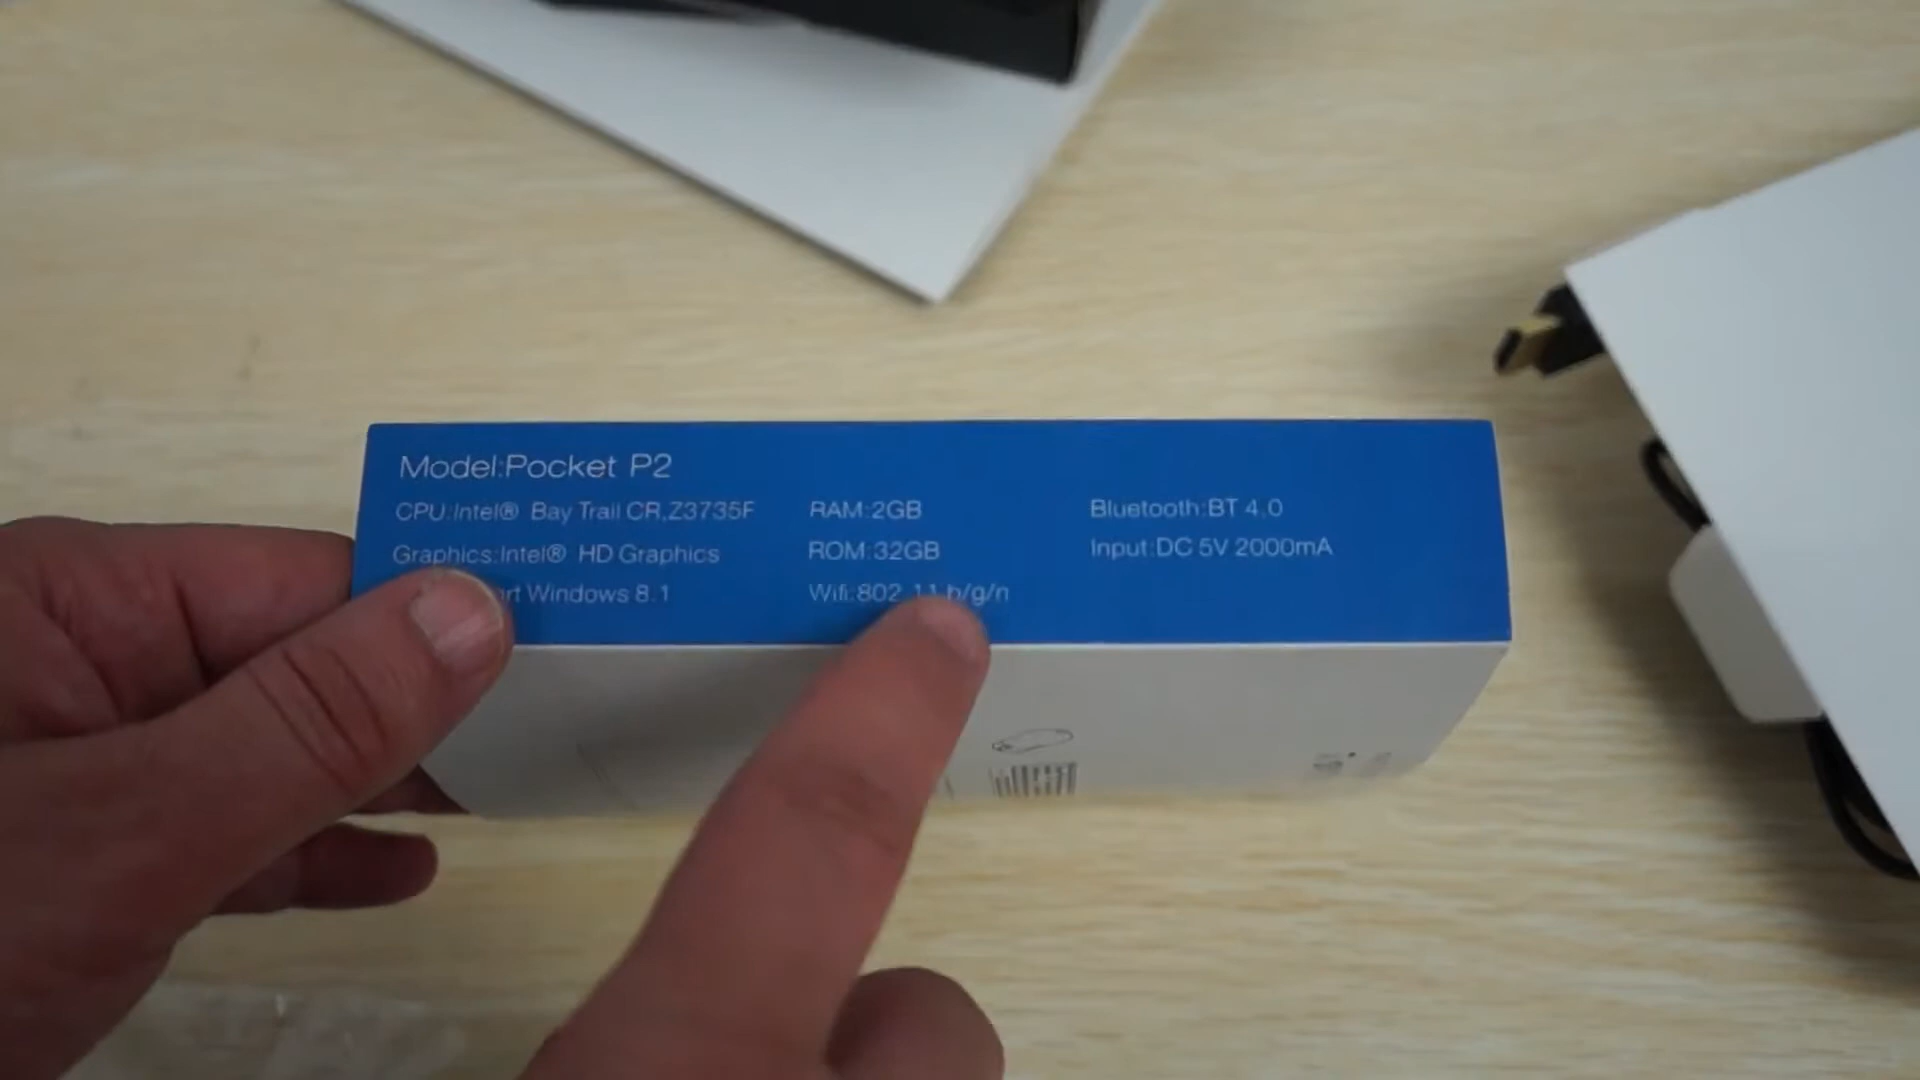 Model:Pocket P2
CPU:Intel® Bay Trail CR,Z3735F
Graphics:Intel® HD Graphics
Windows 8.1
RAM:2GB
ROM:32GB
Wifi:802.11 b/g/n
Bluetooth:BT 4.0
Input:DC 5V 2000mA